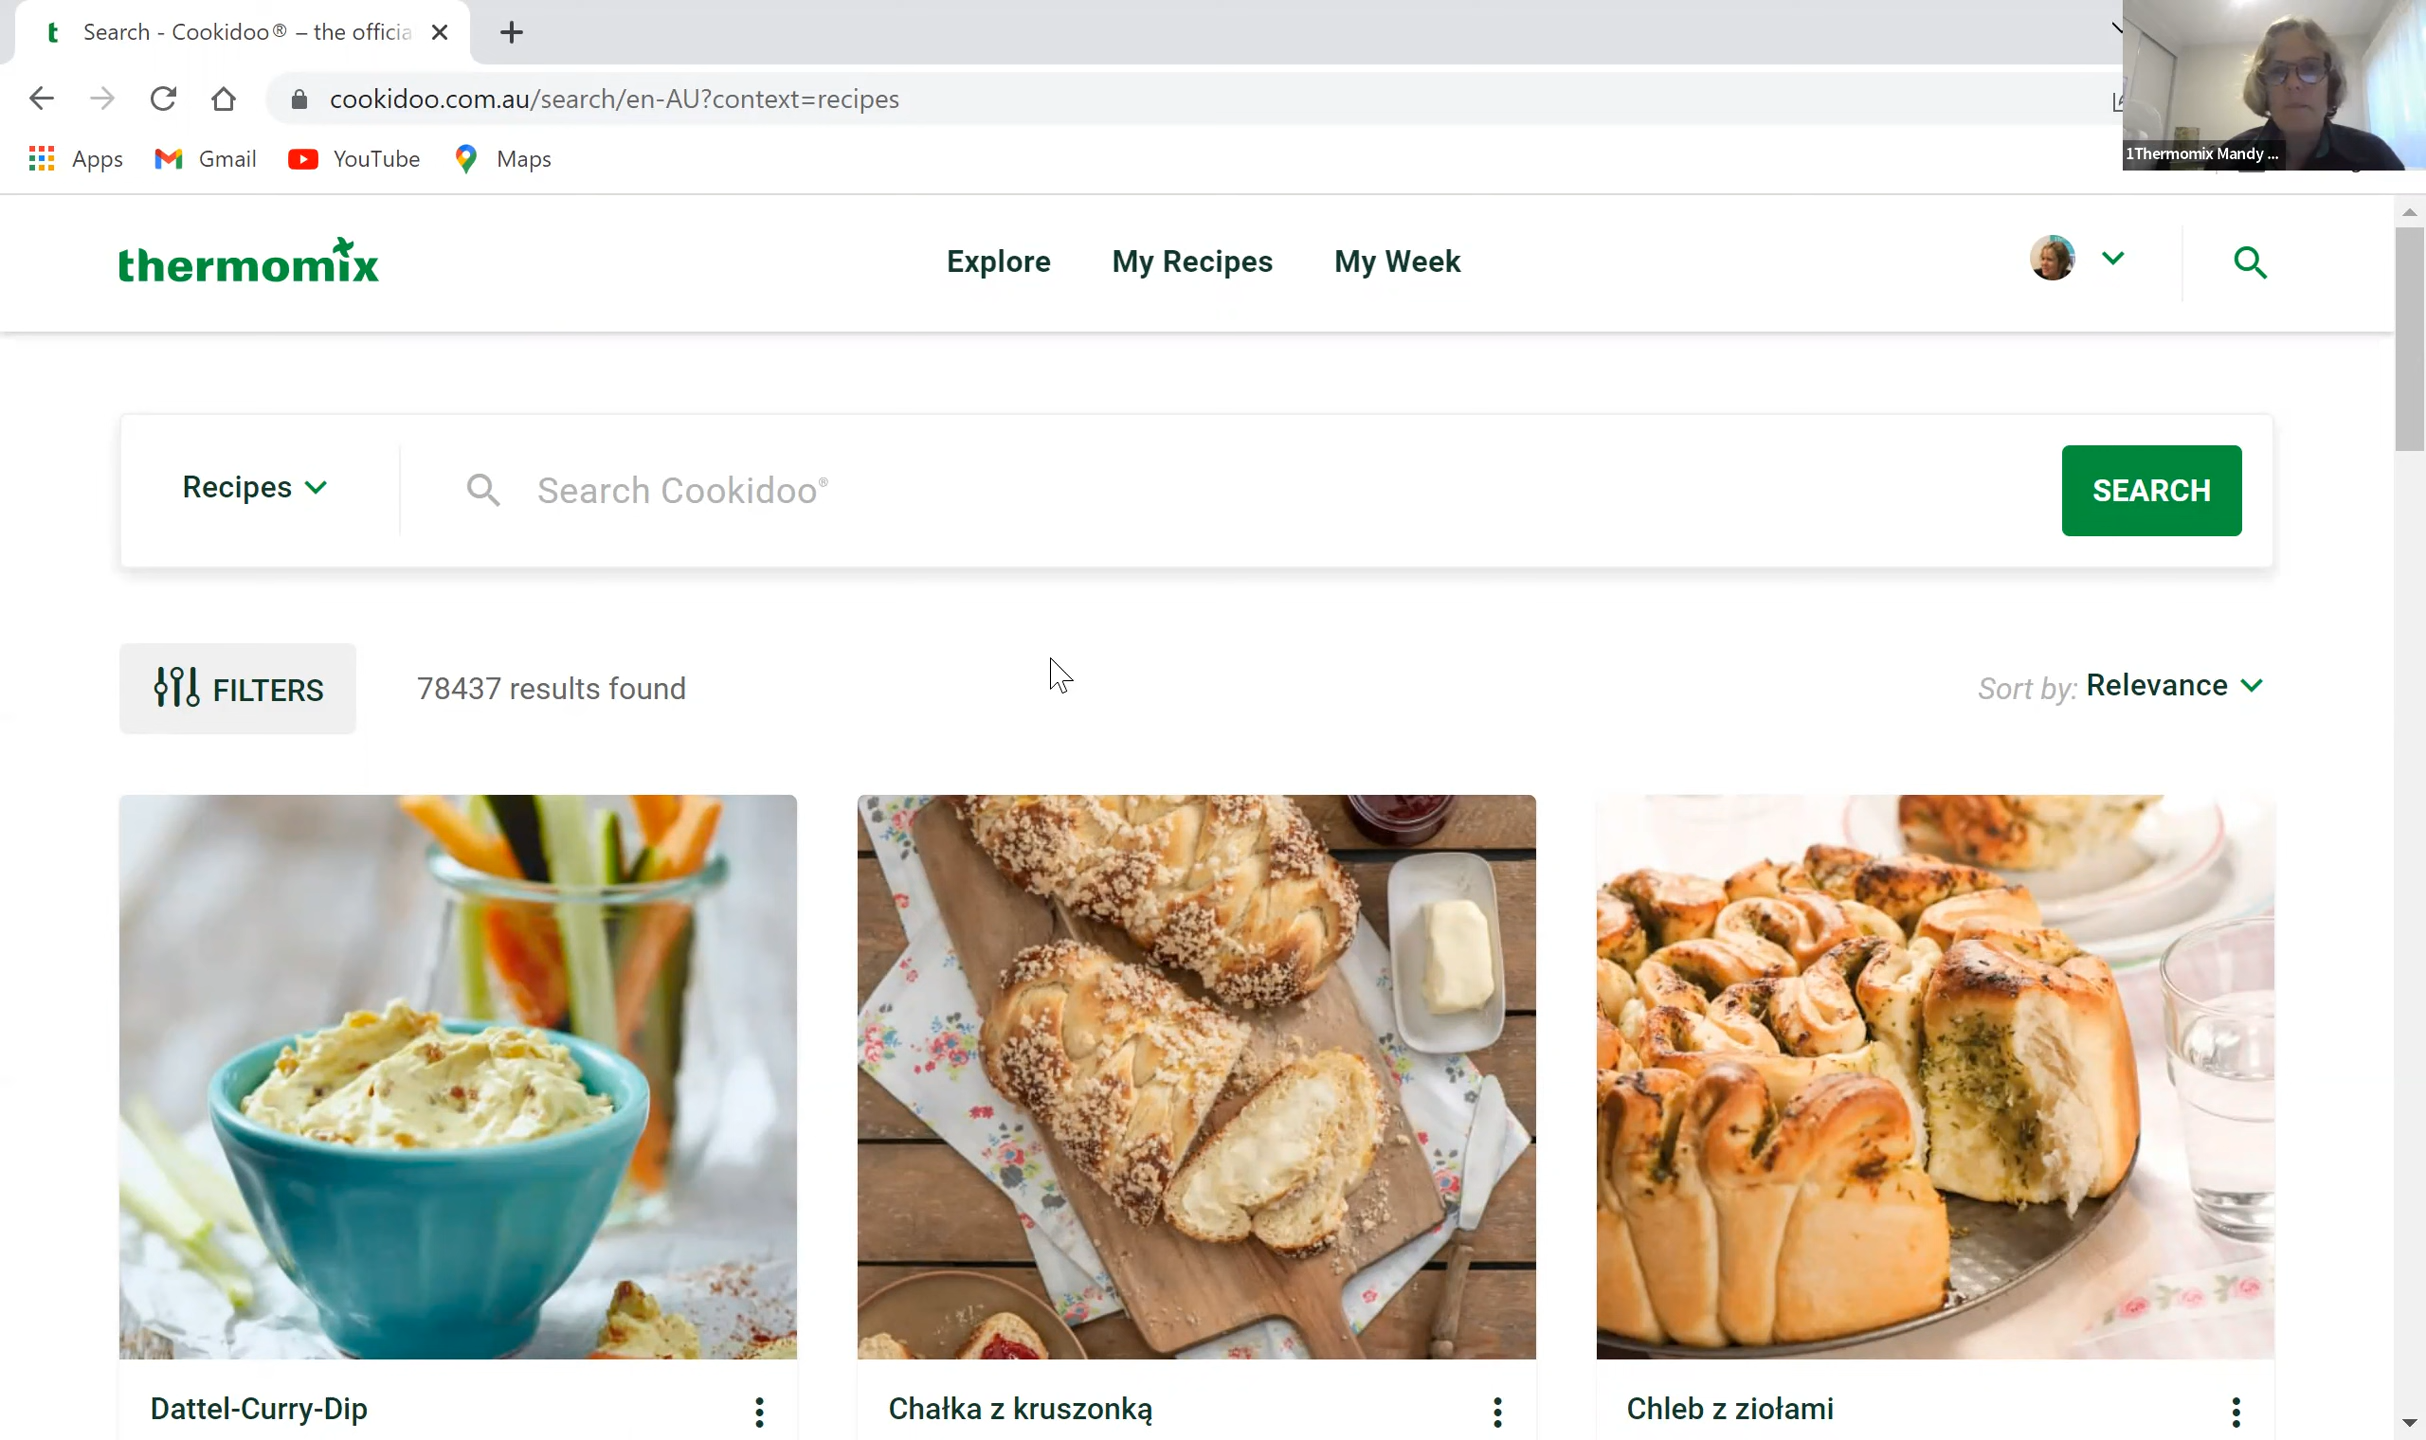 t Search - Cookidoo® – the officia
cookidoo.com.au/search/en-AU?context=recipes
Apps Gmail YouTube Maps
1Thermomix Mandy ...
thermomix Explore My Recipes My Week
Recipes Search Cookidoo® SEARCH
FILTERS 78437 results found Sort by: Relevance
Dattel-Curry-Dip Chałka z kruszonką Chleb z ziołami